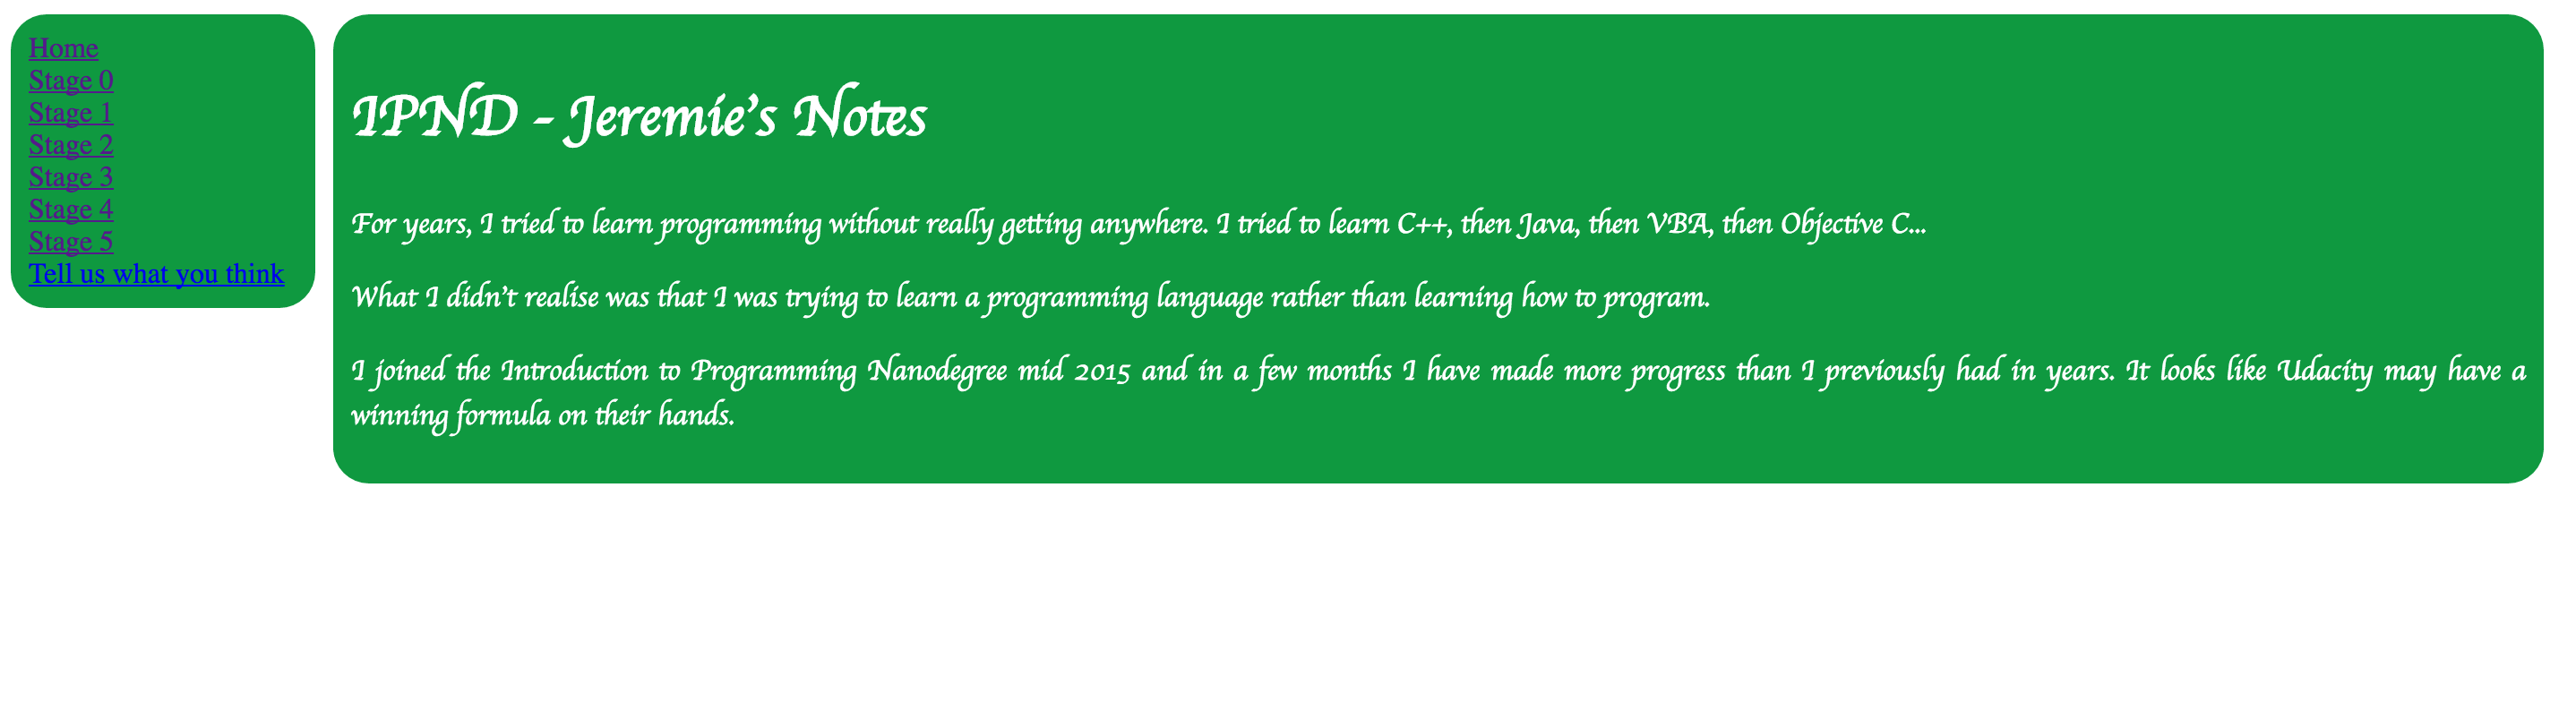 Home
Stage 0
Stage 1
Stage 2
Stage 3
Stage 4
Stage 5
Tell us what you think
IPND - Jeremie's Notes
For years, I tried to learn programming without really getting anywhere. I tried to learn C++, then Java, then VBA, then Objective C...
What I didn't realise was that I was trying to learn a programming language rather than learning how to program.
I joined the Introduction to Programming Nanodegree mid 2015 and in a few months I have made more progress than I previously had in years. It looks like Udacity may have a
winning formula on their hands.